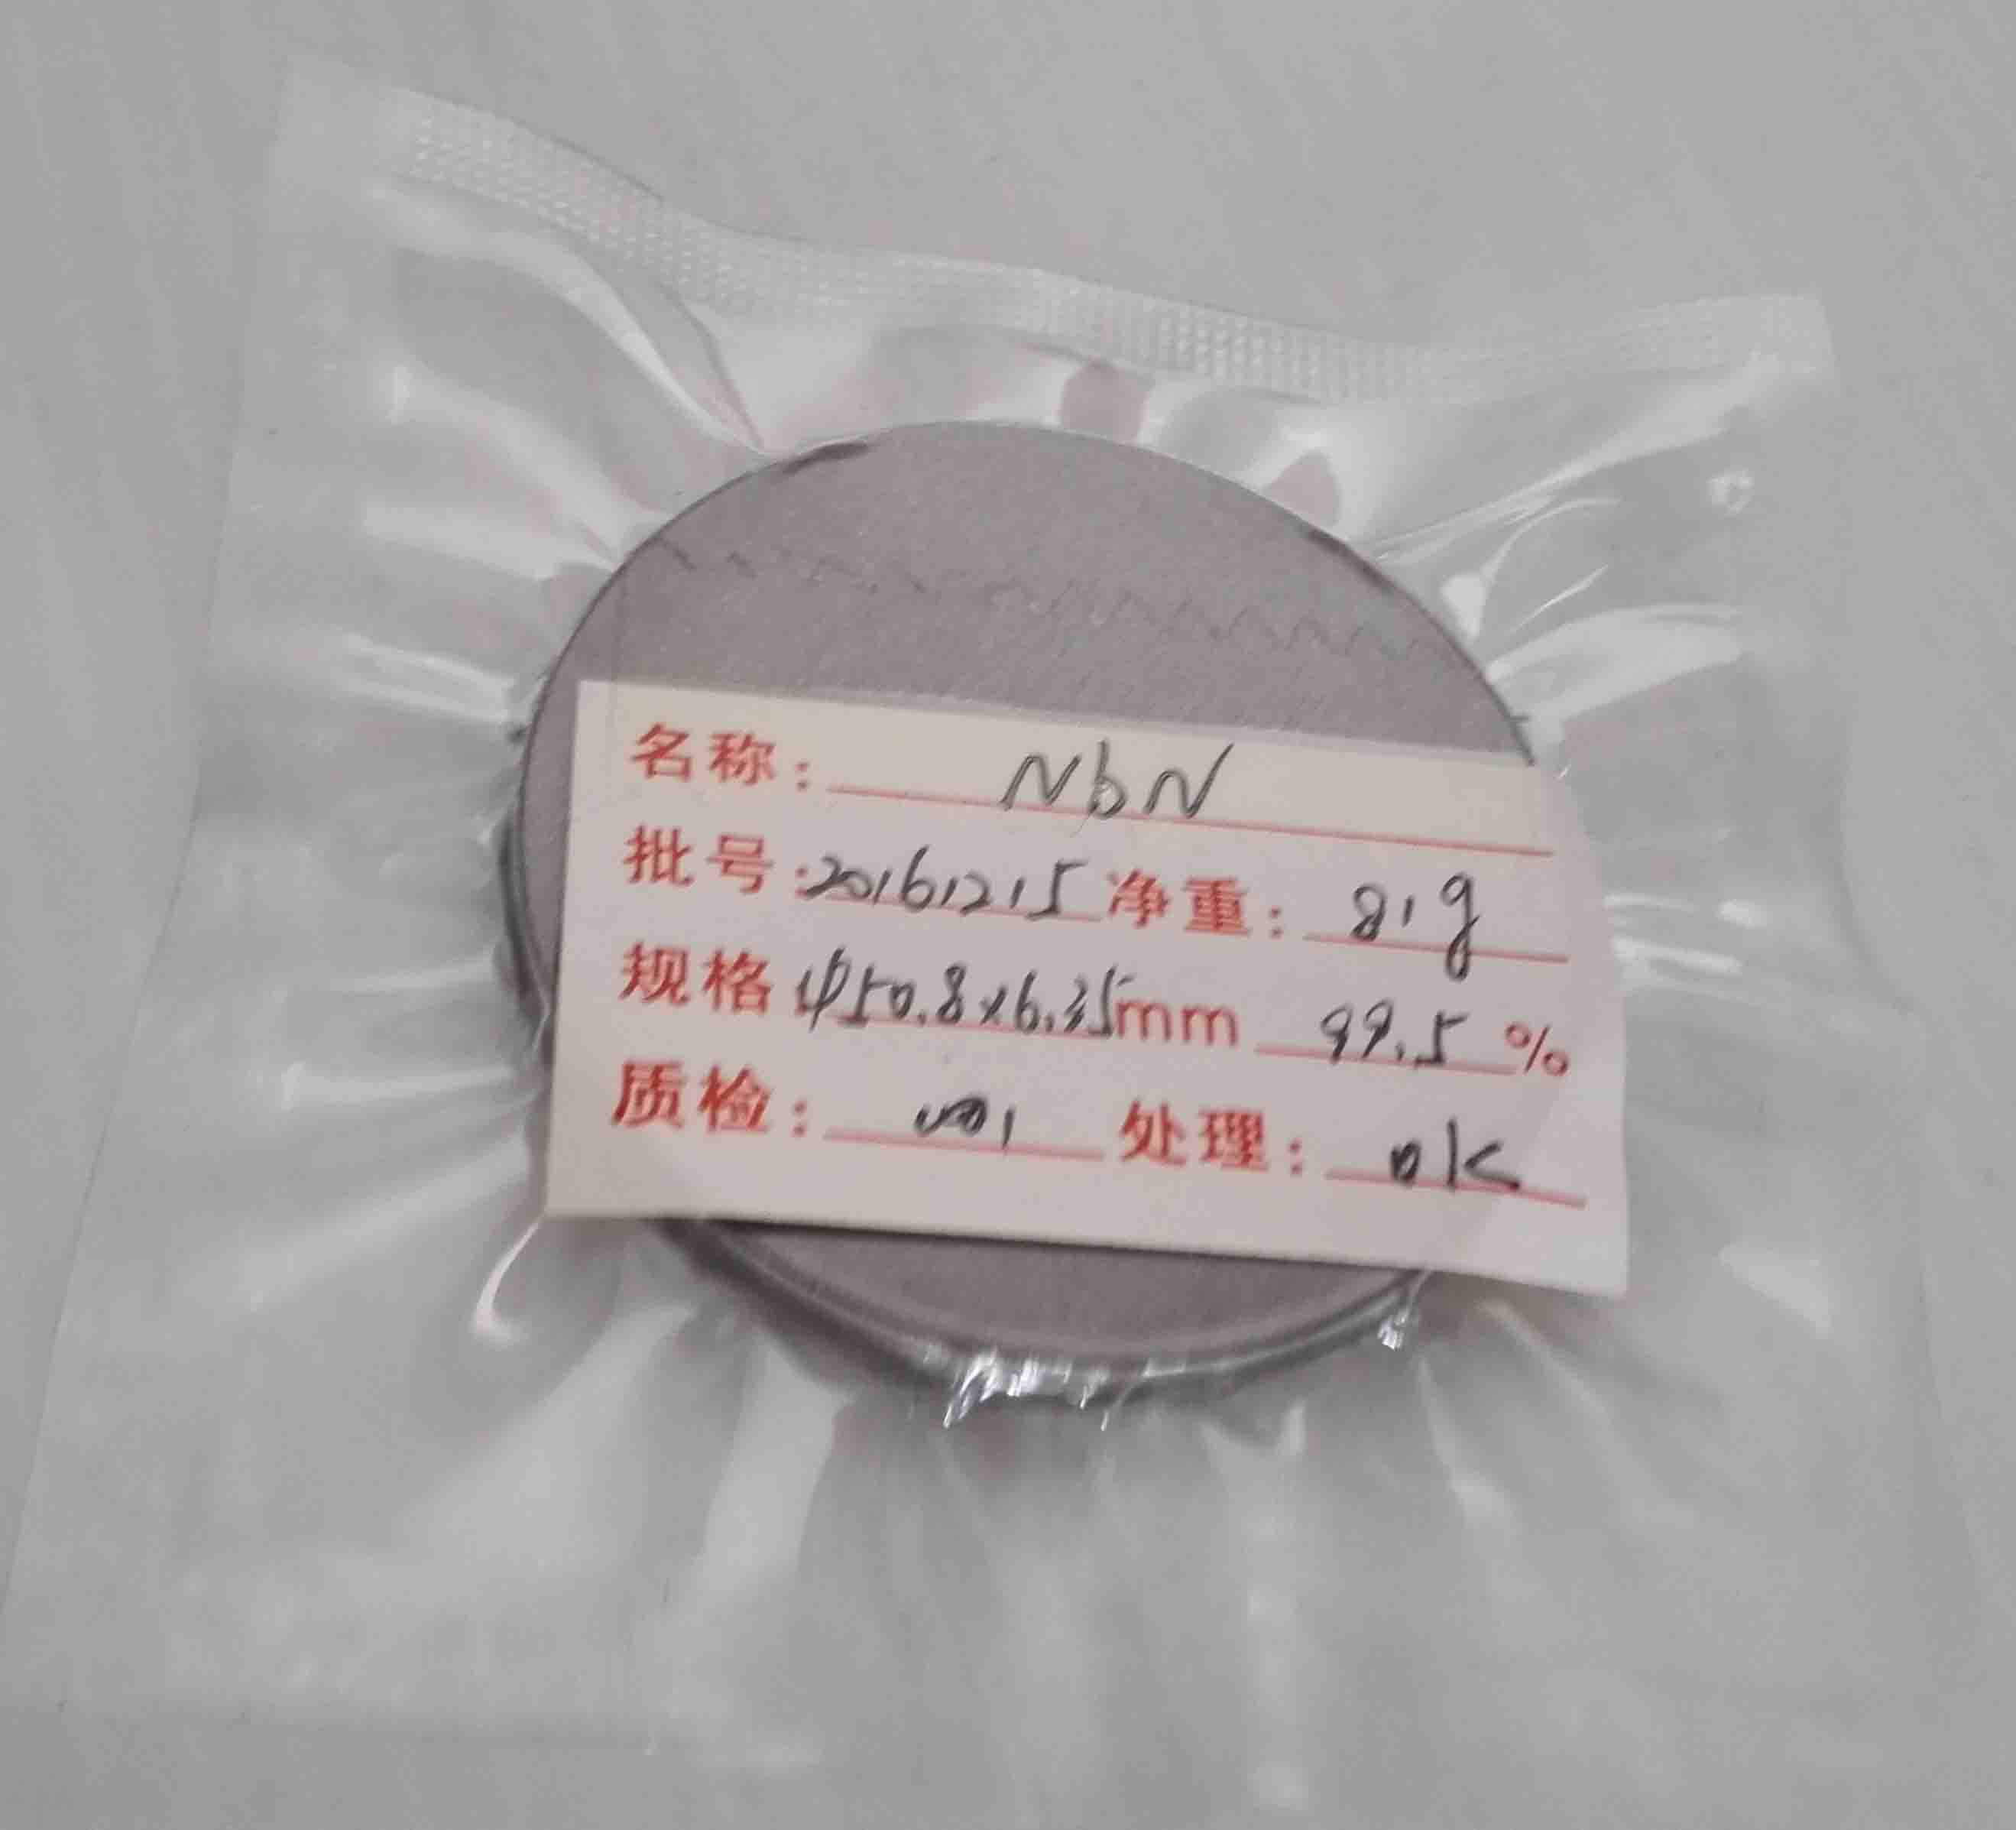 名称： NbN
批号：20161215 净重： 81g
规格 φ50.8×6.35mm 99.5 %
质检： 001 处理： ok